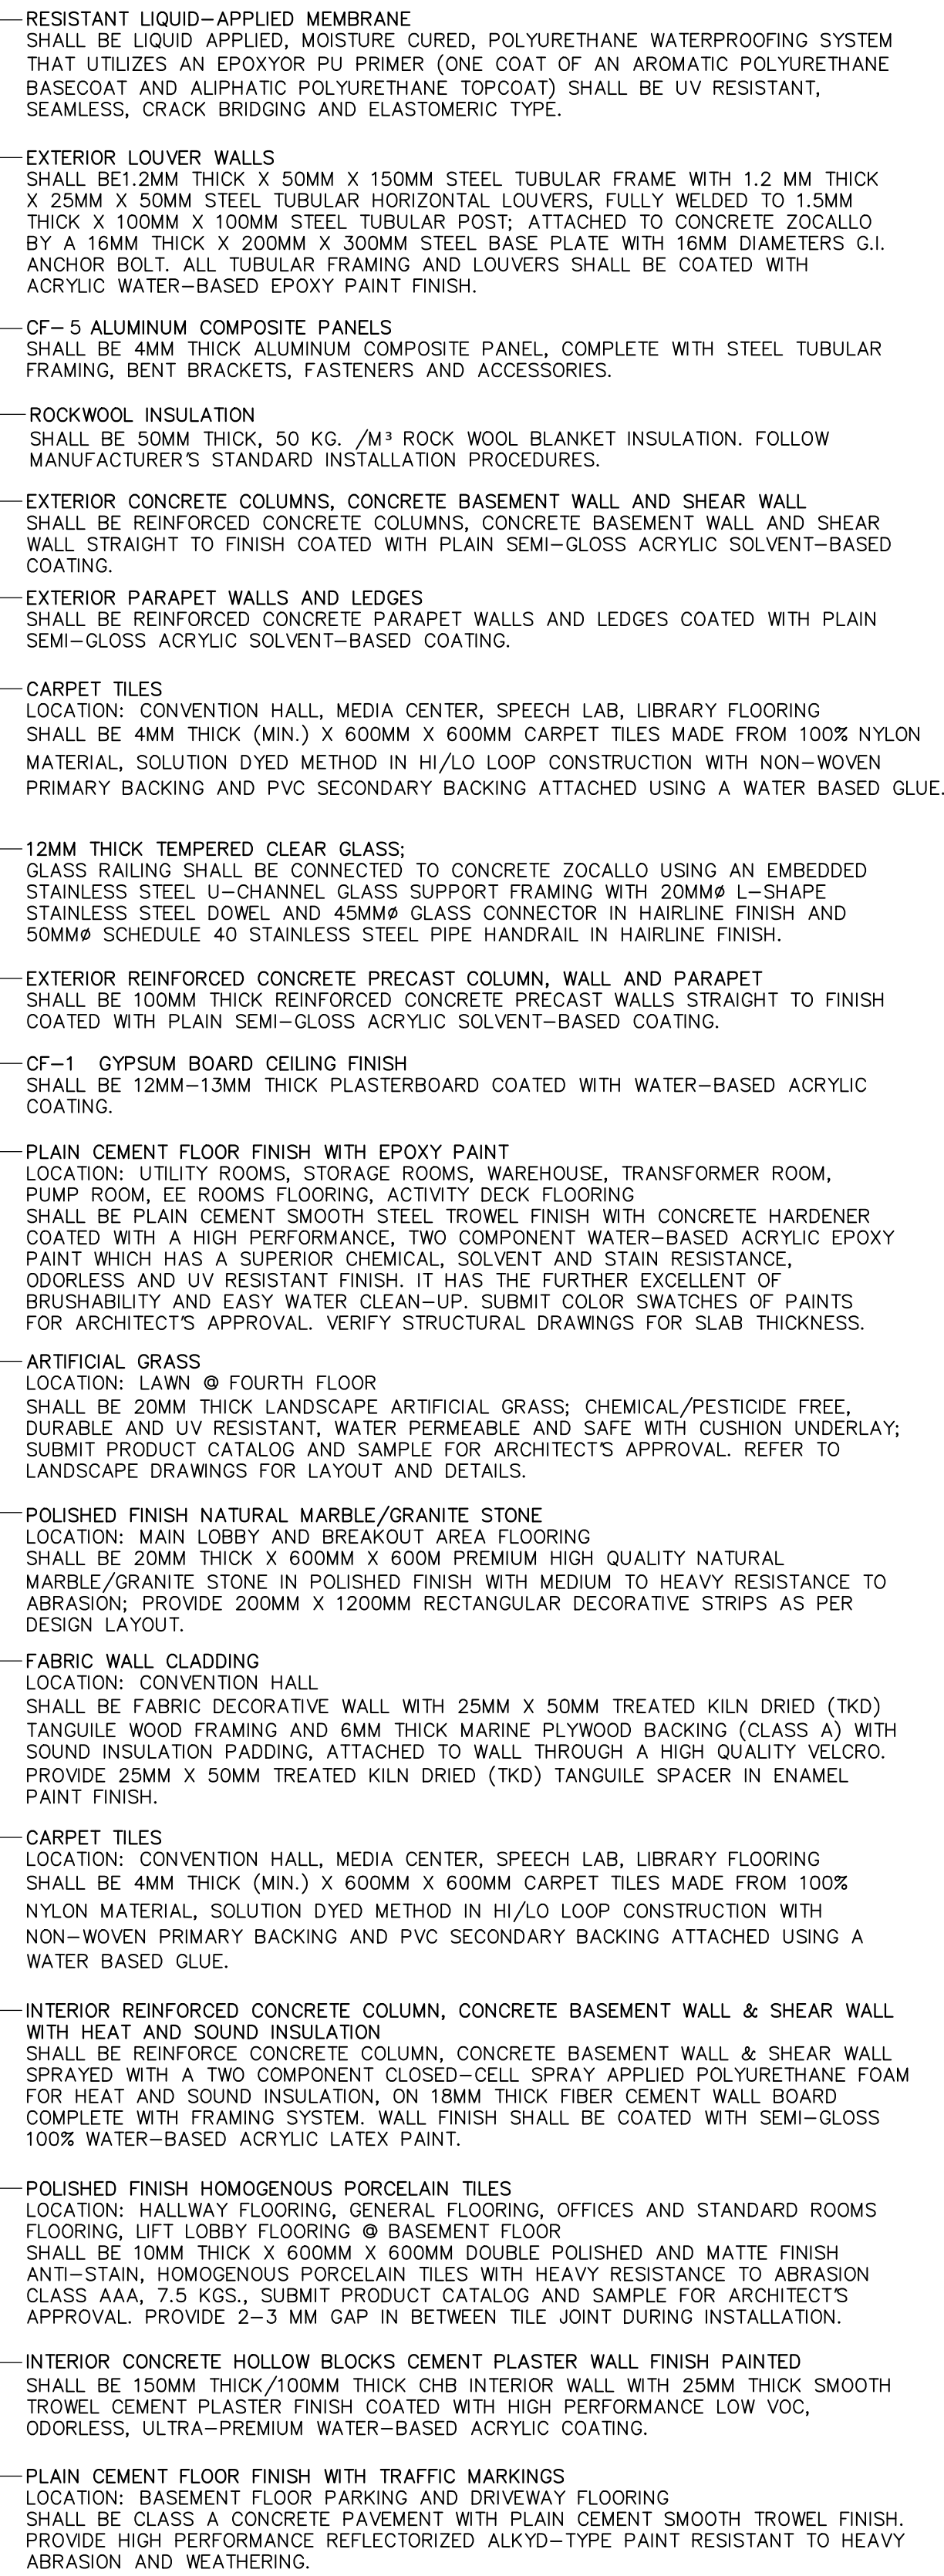 RESISTANT LIQUID–APPLIED MEMBRANE
SHALL BE LIQUID APPLIED, MOISTURE CURED, POLYURETHANE WATERPROOFING SYSTEM
THAT UTILIZES AN EPOXYOR PU PRIMER (ONE COAT OF AN AROMATIC POLYURETHANE
BASECOAT AND ALIPHATIC POLYURETHANE TOPCOAT) SHALL BE UV RESISTANT,
SEAMLESS, CRACK BRIDGING AND ELASTOMERIC TYPE.
EXTERIOR LOUVER WALLS
SHALL BE1.2MM THICK X 50MM X 150MM STEEL TUBULAR FRAME WITH 1.2 MM THICK
X 25MM X 50MM STEEL TUBULAR HORIZONTAL LOUVERS, FULLY WELDED TO 1.5MM
THICK X 100MM X 100MM STEEL TUBULAR POST; ATTACHED TO CONCRETE ZOCALLO
BY A 16MM THICK X 200MM X 300MM STEEL BASE PLATE WITH 16MM DIAMETERS G.I.
ANCHOR BOLT. ALL TUBULAR FRAMING AND LOUVERS SHALL BE COATED WITH
ACRYLIC WATER–BASED EPOXY PAINT FINISH.
CF–5 ALUMINUM COMPOSITE PANELS
SHALL BE 4MM THICK ALUMINUM COMPOSITE PANEL, COMPLETE WITH STEEL TUBULAR
FRAMING, BENT BRACKETS, FASTENERS AND ACCESSORIES.
ROCKWOOL INSULATION
SHALL BE 50MM THICK, 50 KG. /M³ ROCK WOOL BLANKET INSULATION. FOLLOW
MANUFACTURER'S STANDARD INSTALLATION PROCEDURES.
EXTERIOR CONCRETE COLUMNS, CONCRETE BASEMENT WALL AND SHEAR WALL
SHALL BE REINFORCED CONCRETE COLUMNS, CONCRETE BASEMENT WALL AND SHEAR
WALL STRAIGHT TO FINISH COATED WITH PLAIN SEMI–GLOSS ACRYLIC SOLVENT–BASED
COATING.
EXTERIOR PARAPET WALLS AND LEDGES
SHALL BE REINFORCED CONCRETE PARAPET WALLS AND LEDGES COATED WITH PLAIN
SEMI–GLOSS ACRYLIC SOLVENT–BASED COATING.
CARPET TILES
LOCATION: CONVENTION HALL, MEDIA CENTER, SPEECH LAB, LIBRARY FLOORING
SHALL BE 4MM THICK (MIN.) X 600MM X 600MM CARPET TILES MADE FROM 100% NYLON
MATERIAL, SOLUTION DYED METHOD IN HI/LO LOOP CONSTRUCTION WITH NON–WOVEN
PRIMARY BACKING AND PVC SECONDARY BACKING ATTACHED USING A WATER BASED GLUE.
12MM THICK TEMPERED CLEAR GLASS;
GLASS RAILING SHALL BE CONNECTED TO CONCRETE ZOCALLO USING AN EMBEDDED
STAINLESS STEEL U–CHANNEL GLASS SUPPORT FRAMING WITH 20MMø L–SHAPE
STAINLESS STEEL DOWEL AND 45MMø GLASS CONNECTOR IN HAIRLINE FINISH AND
50MMø SCHEDULE 40 STAINLESS STEEL PIPE HANDRAIL IN HAIRLINE FINISH.
EXTERIOR REINFORCED CONCRETE PRECAST COLUMN, WALL AND PARAPET
SHALL BE 100MM THICK REINFORCED CONCRETE PRECAST WALLS STRAIGHT TO FINISH
COATED WITH PLAIN SEMI–GLOSS ACRYLIC SOLVENT–BASED COATING.
CF–1 GYPSUM BOARD CEILING FINISH
SHALL BE 12MM–13MM THICK PLASTERBOARD COATED WITH WATER–BASED ACRYLIC
COATING.
PLAIN CEMENT FLOOR FINISH WITH EPOXY PAINT
LOCATION: UTILITY ROOMS, STORAGE ROOMS, WAREHOUSE, TRANSFORMER ROOM,
PUMP ROOM, EE ROOMS FLOORING, ACTIVITY DECK FLOORING
SHALL BE PLAIN CEMENT SMOOTH STEEL TROWEL FINISH WITH CONCRETE HARDENER
COATED WITH A HIGH PERFORMANCE, TWO COMPONENT WATER–BASED ACRYLIC EPOXY
PAINT WHICH HAS A SUPERIOR CHEMICAL, SOLVENT AND STAIN RESISTANCE,
ODORLESS AND UV RESISTANT FINISH. IT HAS THE FURTHER EXCELLENT OF
BRUSHABILITY AND EASY WATER CLEAN–UP. SUBMIT COLOR SWATCHES OF PAINTS
FOR ARCHITECT'S APPROVAL. VERIFY STRUCTURAL DRAWINGS FOR SLAB THICKNESS.
ARTIFICIAL GRASS
LOCATION: LAWN @ FOURTH FLOOR
SHALL BE 20MM THICK LANDSCAPE ARTIFICIAL GRASS; CHEMICAL/PESTICIDE FREE,
DURABLE AND UV RESISTANT, WATER PERMEABLE AND SAFE WITH CUSHION UNDERLAY;
SUBMIT PRODUCT CATALOG AND SAMPLE FOR ARCHITECT'S APPROVAL. REFER TO
LANDSCAPE DRAWINGS FOR LAYOUT AND DETAILS.
POLISHED FINISH NATURAL MARBLE/GRANITE STONE
LOCATION: MAIN LOBBY AND BREAKOUT AREA FLOORING
SHALL BE 20MM THICK X 600MM X 600M PREMIUM HIGH QUALITY NATURAL
MARBLE/GRANITE STONE IN POLISHED FINISH WITH MEDIUM TO HEAVY RESISTANCE TO
ABRASION; PROVIDE 200MM X 1200MM RECTANGULAR DECORATIVE STRIPS AS PER
DESIGN LAYOUT.
FABRIC WALL CLADDING
LOCATION: CONVENTION HALL
SHALL BE FABRIC DECORATIVE WALL WITH 25MM X 50MM TREATED KILN DRIED (TKD)
TANGUILE WOOD FRAMING AND 6MM THICK MARINE PLYWOOD BACKING (CLASS A) WITH
SOUND INSULATION PADDING, ATTACHED TO WALL THROUGH A HIGH QUALITY VELCRO.
PROVIDE 25MM X 50MM TREATED KILN DRIED (TKD) TANGUILE SPACER IN ENAMEL
PAINT FINISH.
CARPET TILES
LOCATION: CONVENTION HALL, MEDIA CENTER, SPEECH LAB, LIBRARY FLOORING
SHALL BE 4MM THICK (MIN.) X 600MM X 600MM CARPET TILES MADE FROM 100%
NYLON MATERIAL, SOLUTION DYED METHOD IN HI/LO LOOP CONSTRUCTION WITH
NON–WOVEN PRIMARY BACKING AND PVC SECONDARY BACKING ATTACHED USING A
WATER BASED GLUE.
INTERIOR REINFORCED CONCRETE COLUMN, CONCRETE BASEMENT WALL & SHEAR WALL
WITH HEAT AND SOUND INSULATION
SHALL BE REINFORCE CONCRETE COLUMN, CONCRETE BASEMENT WALL & SHEAR WALL
SPRAYED WITH A TWO COMPONENT CLOSED–CELL SPRAY APPLIED POLYURETHANE FOAM
FOR HEAT AND SOUND INSULATION, ON 18MM THICK FIBER CEMENT WALL BOARD
COMPLETE WITH FRAMING SYSTEM. WALL FINISH SHALL BE COATED WITH SEMI–GLOSS
100% WATER–BASED ACRYLIC LATEX PAINT.
POLISHED FINISH HOMOGENOUS PORCELAIN TILES
LOCATION: HALLWAY FLOORING, GENERAL FLOORING, OFFICES AND STANDARD ROOMS
FLOORING, LIFT LOBBY FLOORING @ BASEMENT FLOOR
SHALL BE 10MM THICK X 600MM X 600MM DOUBLE POLISHED AND MATTE FINISH
ANTI–STAIN, HOMOGENOUS PORCELAIN TILES WITH HEAVY RESISTANCE TO ABRASION
CLASS AAA, 7.5 KGS., SUBMIT PRODUCT CATALOG AND SAMPLE FOR ARCHITECT'S
APPROVAL. PROVIDE 2–3 MM GAP IN BETWEEN TILE JOINT DURING INSTALLATION.
INTERIOR CONCRETE HOLLOW BLOCKS CEMENT PLASTER WALL FINISH PAINTED
SHALL BE 150MM THICK/100MM THICK CHB INTERIOR WALL WITH 25MM THICK SMOOTH
TROWEL CEMENT PLASTER FINISH COATED WITH HIGH PERFORMANCE LOW VOC,
ODORLESS, ULTRA–PREMIUM WATER–BASED ACRYLIC COATING.
PLAIN CEMENT FLOOR FINISH WITH TRAFFIC MARKINGS
LOCATION: BASEMENT FLOOR PARKING AND DRIVEWAY FLOORING
SHALL BE CLASS A CONCRETE PAVEMENT WITH PLAIN CEMENT SMOOTH TROWEL FINISH.
PROVIDE HIGH PERFORMANCE REFLECTORIZED ALKYD–TYPE PAINT RESISTANT TO HEAVY
ABRASION AND WEATHERING.